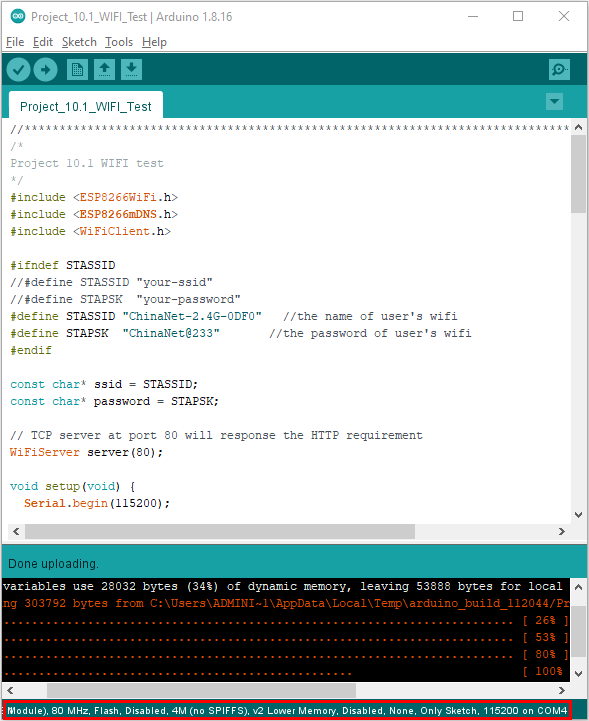 Project_10.1_WIFI_Test | Arduino 1.8.16
File Edit Sketch Tools Help
Project_10.1_WIFI_Test
//******************************************************************************
/*
Project 10.1 WIFI test
*/
#include <ESP8266WiFi.h>
#include <ESP8266mDNS.h>
#include <WiFiClient.h>
#ifndef STASSID
//#define STASSID "your-ssid"
//#define STAPSK  "your-password"
#define STASSID "ChinaNet-2.4G-0DF0"   //the name of user's wifi
#define STAPSK  "ChinaNet@233"       //the password of user's wifi
#endif
const char* ssid = STASSID;
const char* password = STAPSK;
// TCP server at port 80 will response the HTTP requirement
WiFiServer server(80);
void setup(void) {
  Serial.begin(115200);
Done uploading.
variables use 28032 bytes (34%) of dynamic memory, leaving 53888 bytes for local
ng 303792 bytes from C:\Users\ADMINI~1\AppData\Local\Temp\arduino_build_112044/Pr
................................................................................ [ 26% ]
................................................................................ [ 53% ]
................................................................................ [ 80% ]
....................................................... [ 100%
Module), 80 MHz, Flash, Disabled, 4M (no SPIFFS), v2 Lower Memory, Disabled, None, Only Sketch, 115200 on COM4